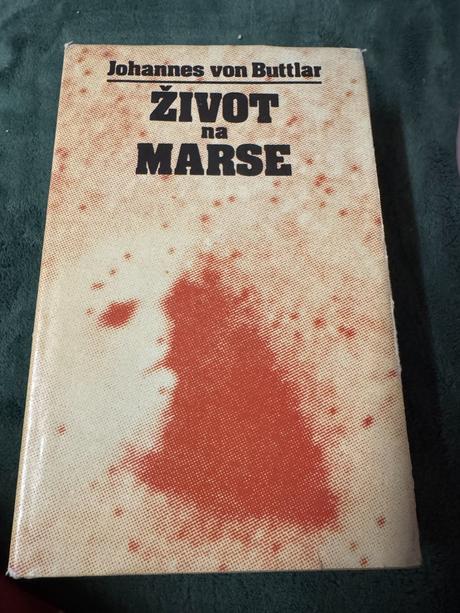 Johannes von Buttlar
ŽIVOT
na
MARSE